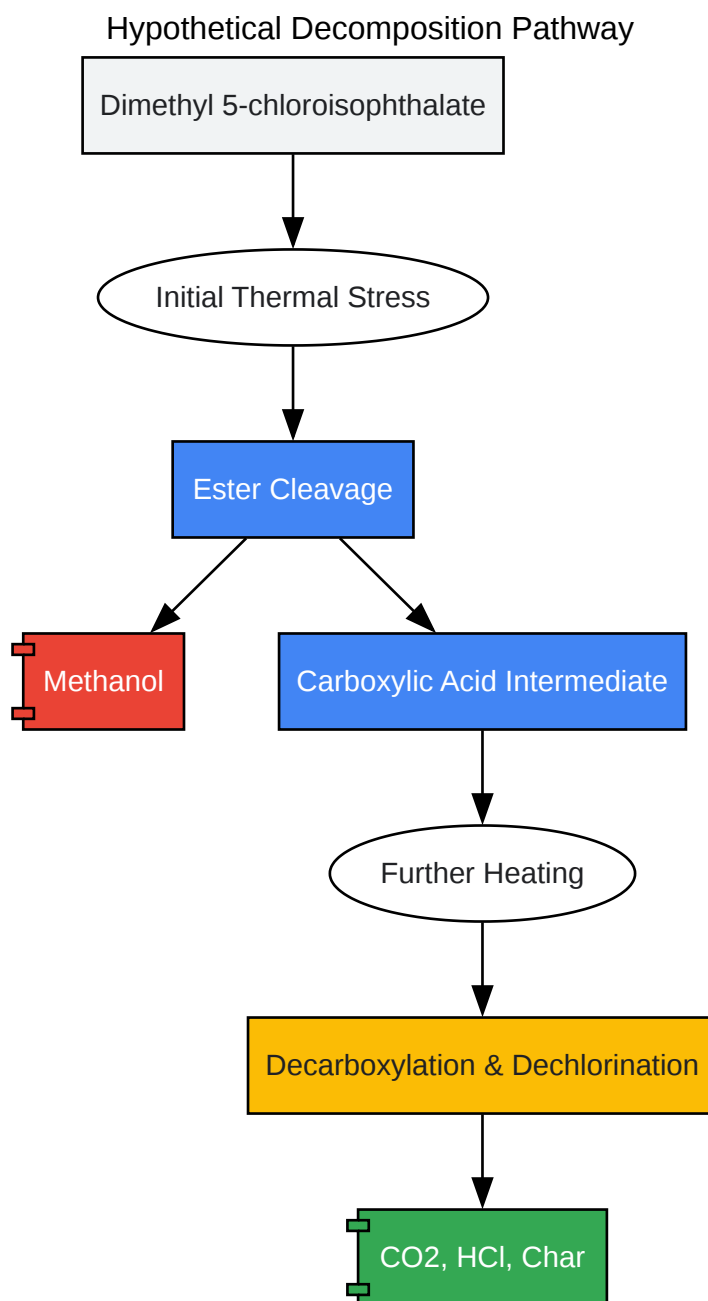 Hypothetical Decomposition Pathway
Dimethyl 5-chloroisophthalate
Initial Thermal Stress
Ester Cleavage
Methanol
Carboxylic Acid Intermediate
Further Heating
Decarboxylation & Dechlorination
CO2, HCl, Char